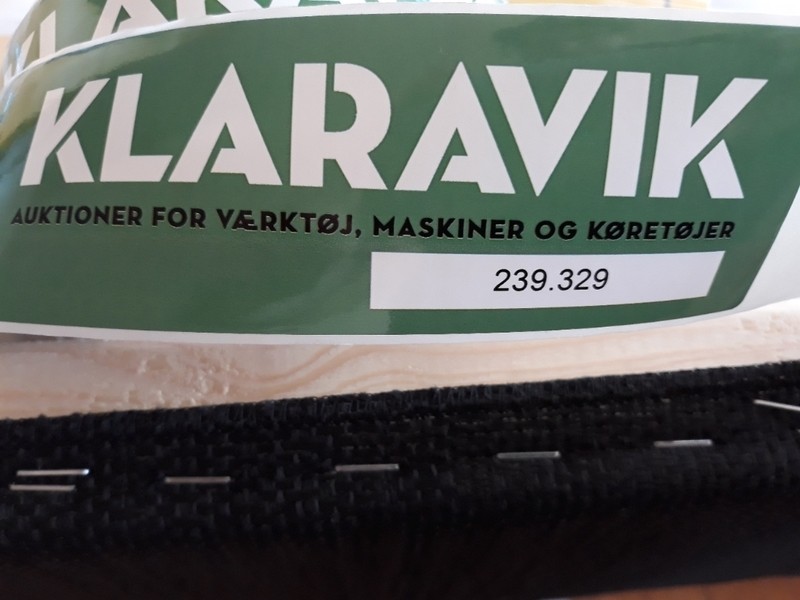 KLARAVIK
AUKTIONER FOR VÆRKTØJ, MASKINER OG KØRETØJER
239.329